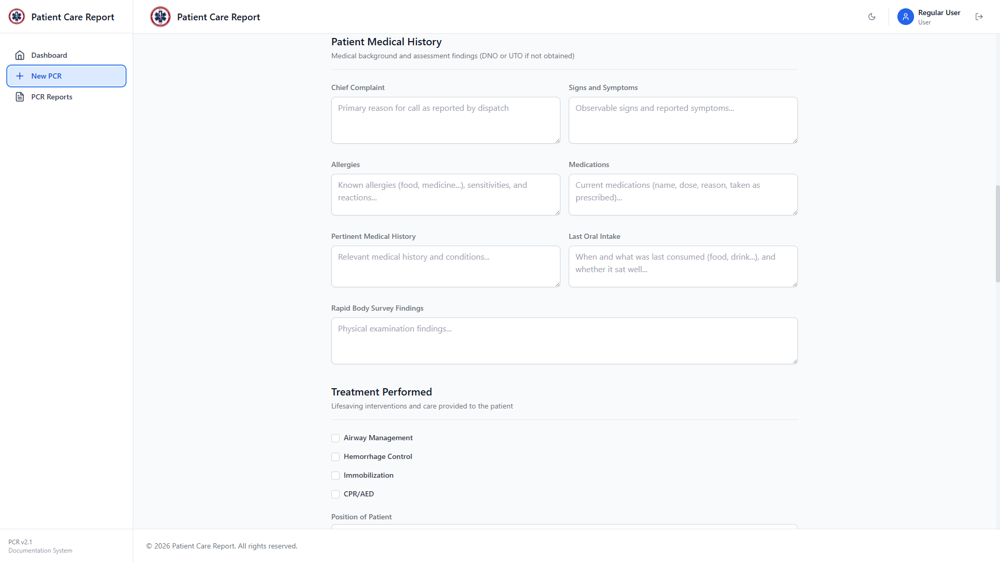 Patient Care Report
Patient Care Report
Regular User
User
Dashboard
New PCR
PCR Reports
Patient Medical History
Medical background and assessment findings (DNO or UTO if not obtained)
Chief Complaint
Primary reason for call as reported by dispatch
Signs and Symptoms
Observable signs and reported symptoms...
Allergies
Known allergies (food, medicine...), sensitivities, and
reactions...
Medications
Current medications (name, dose, reason, taken as
prescribed)...
Pertinent Medical History
Relevant medical history and conditions...
Last Oral Intake
When and what was last consumed (food, drink...), and
whether it sat well...
Rapid Body Survey Findings
Physical examination findings...
Treatment Performed
Lifesaving interventions and care provided to the patient
Airway Management
Hemorrhage Control
Immobilization
CPR/AED
Position of Patient
PCR v2.1
Documentation System
© 2026 Patient Care Report. All rights reserved.